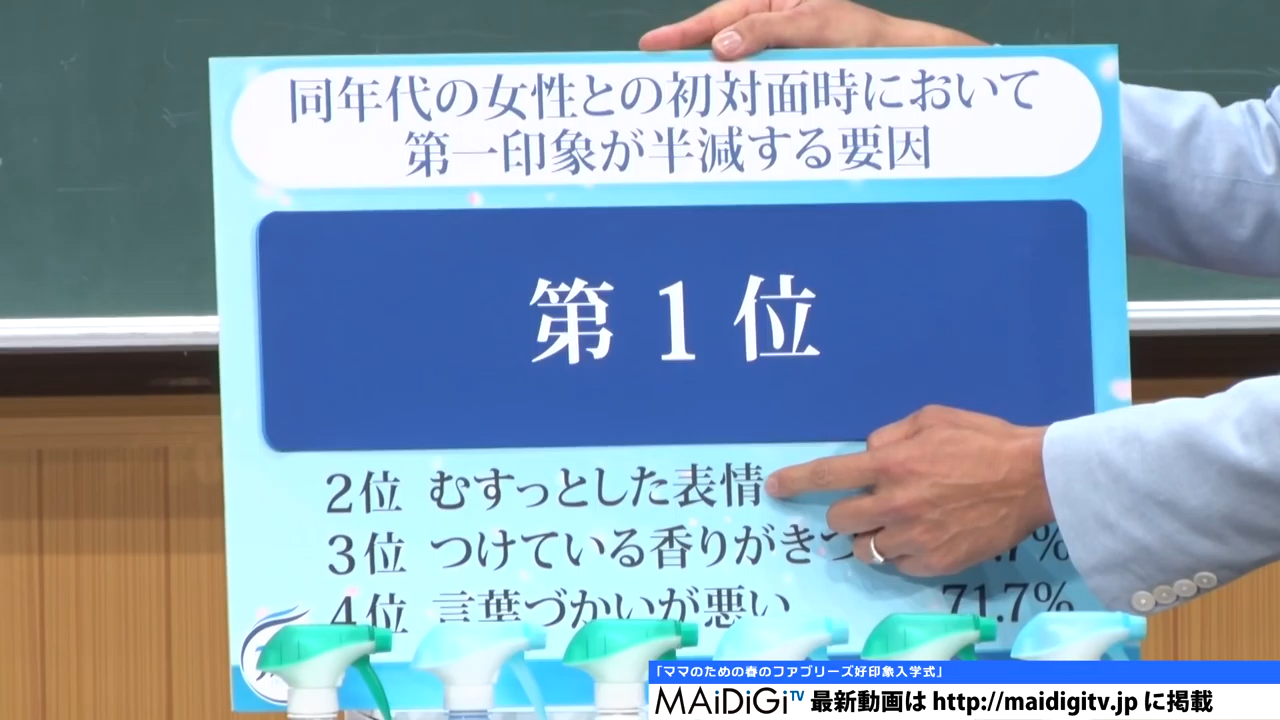 同年代の女性との初対面時において
第一印象が半減する要因
第1位
2位 むすっとした表情
3位 つけている香りがきつ .7%
4位 言葉づかいが悪い 71.7%
「ママのための春のファブリーズ好印象入学式」
MAiDiGiTV 最新動画は http://maidigitv.jp に掲載